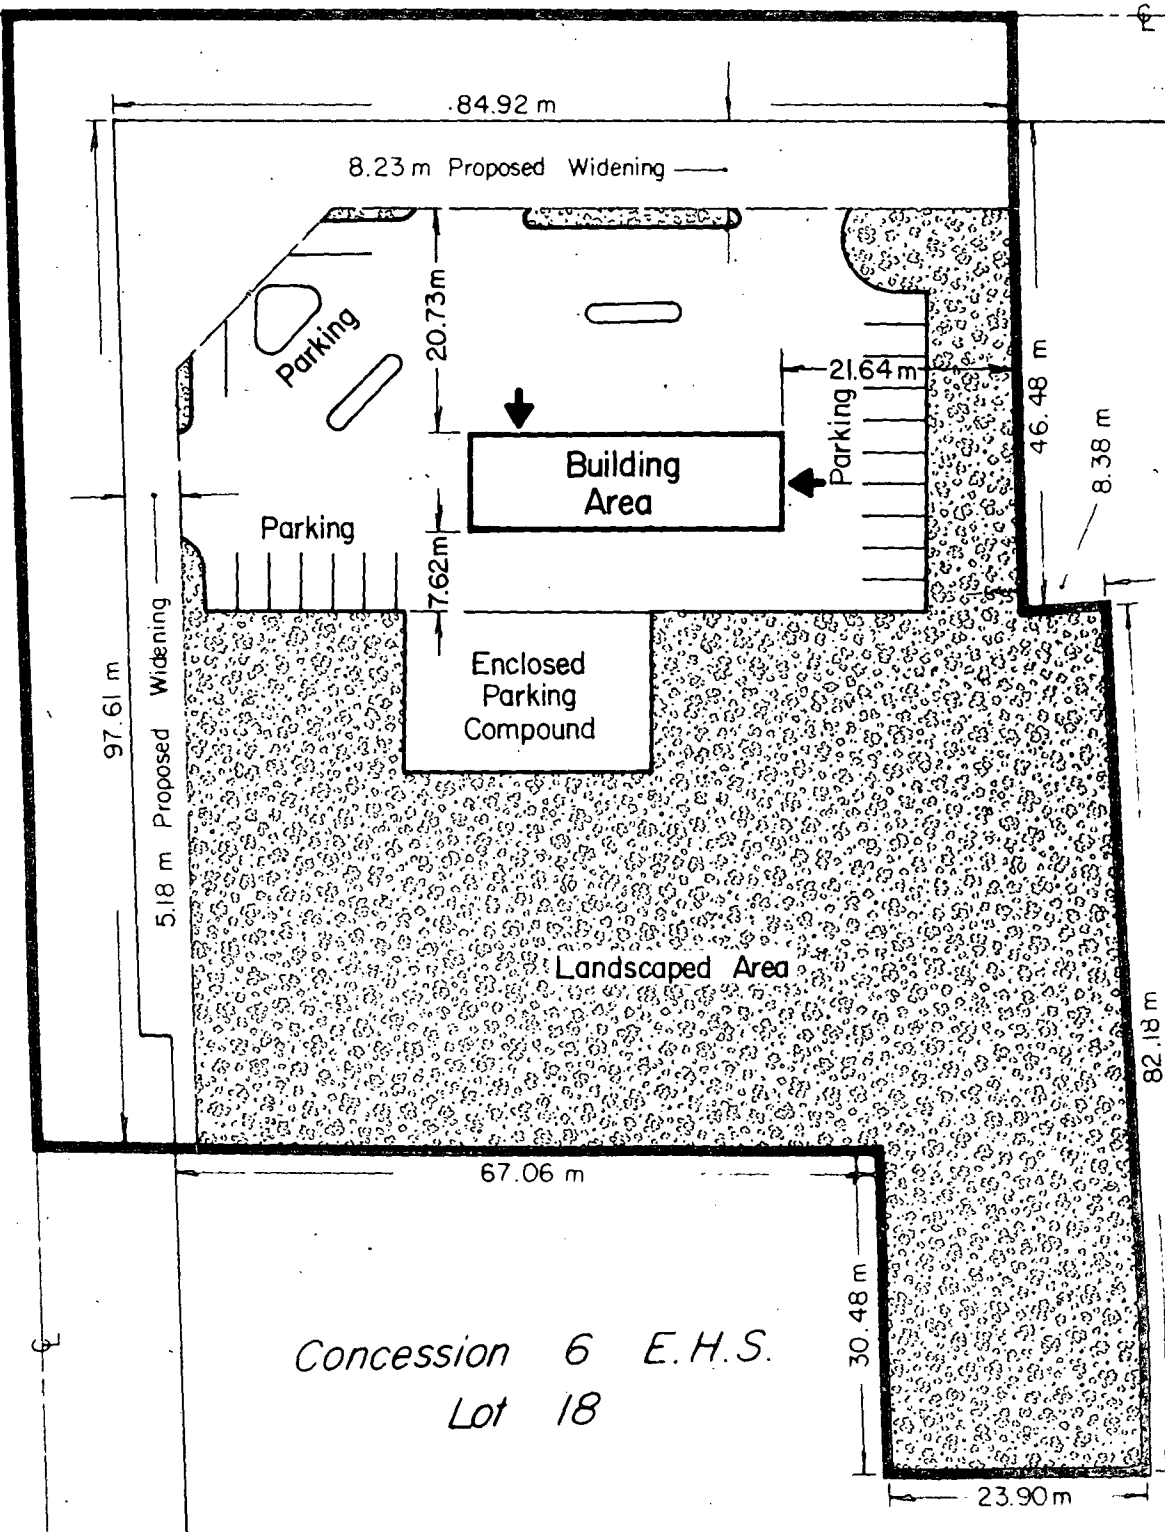 ℄
84.92 m
8.23 m Proposed Widening
20.73m
Parking
21.64 m
46.48 m
Parking
8.38 m
Building
Area
Parking
7.62m
97.61 m
5.18 m Proposed Widening
Enclosed
Parking
Compound
Landscaped Area
82.18 m
67.06 m
30.48 m
℄
Concession 6 E.H.S.
Lot 18
23.90 m